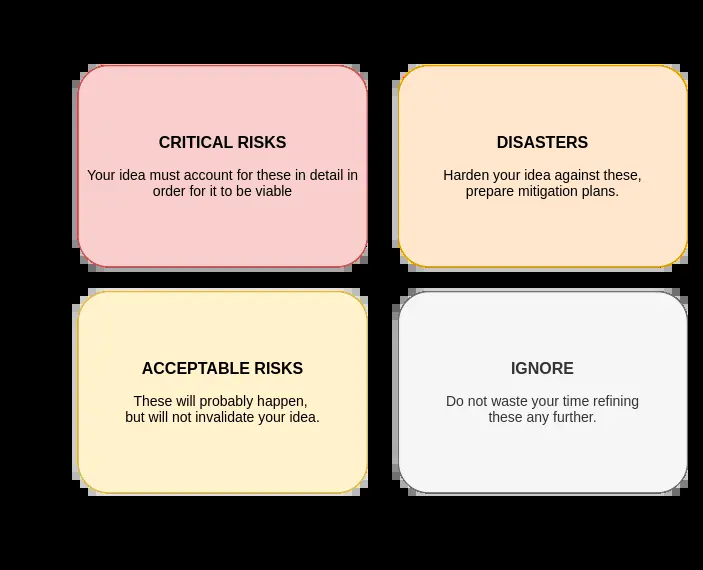 CRITICAL RISKS
Your idea must account for these in detail in
order for it to be viable
DISASTERS
Harden your idea against these,
prepare mitigation plans.
ACCEPTABLE RISKS
These will probably happen,
but will not invalidate your idea.
IGNORE
Do not waste your time refining
these any further.